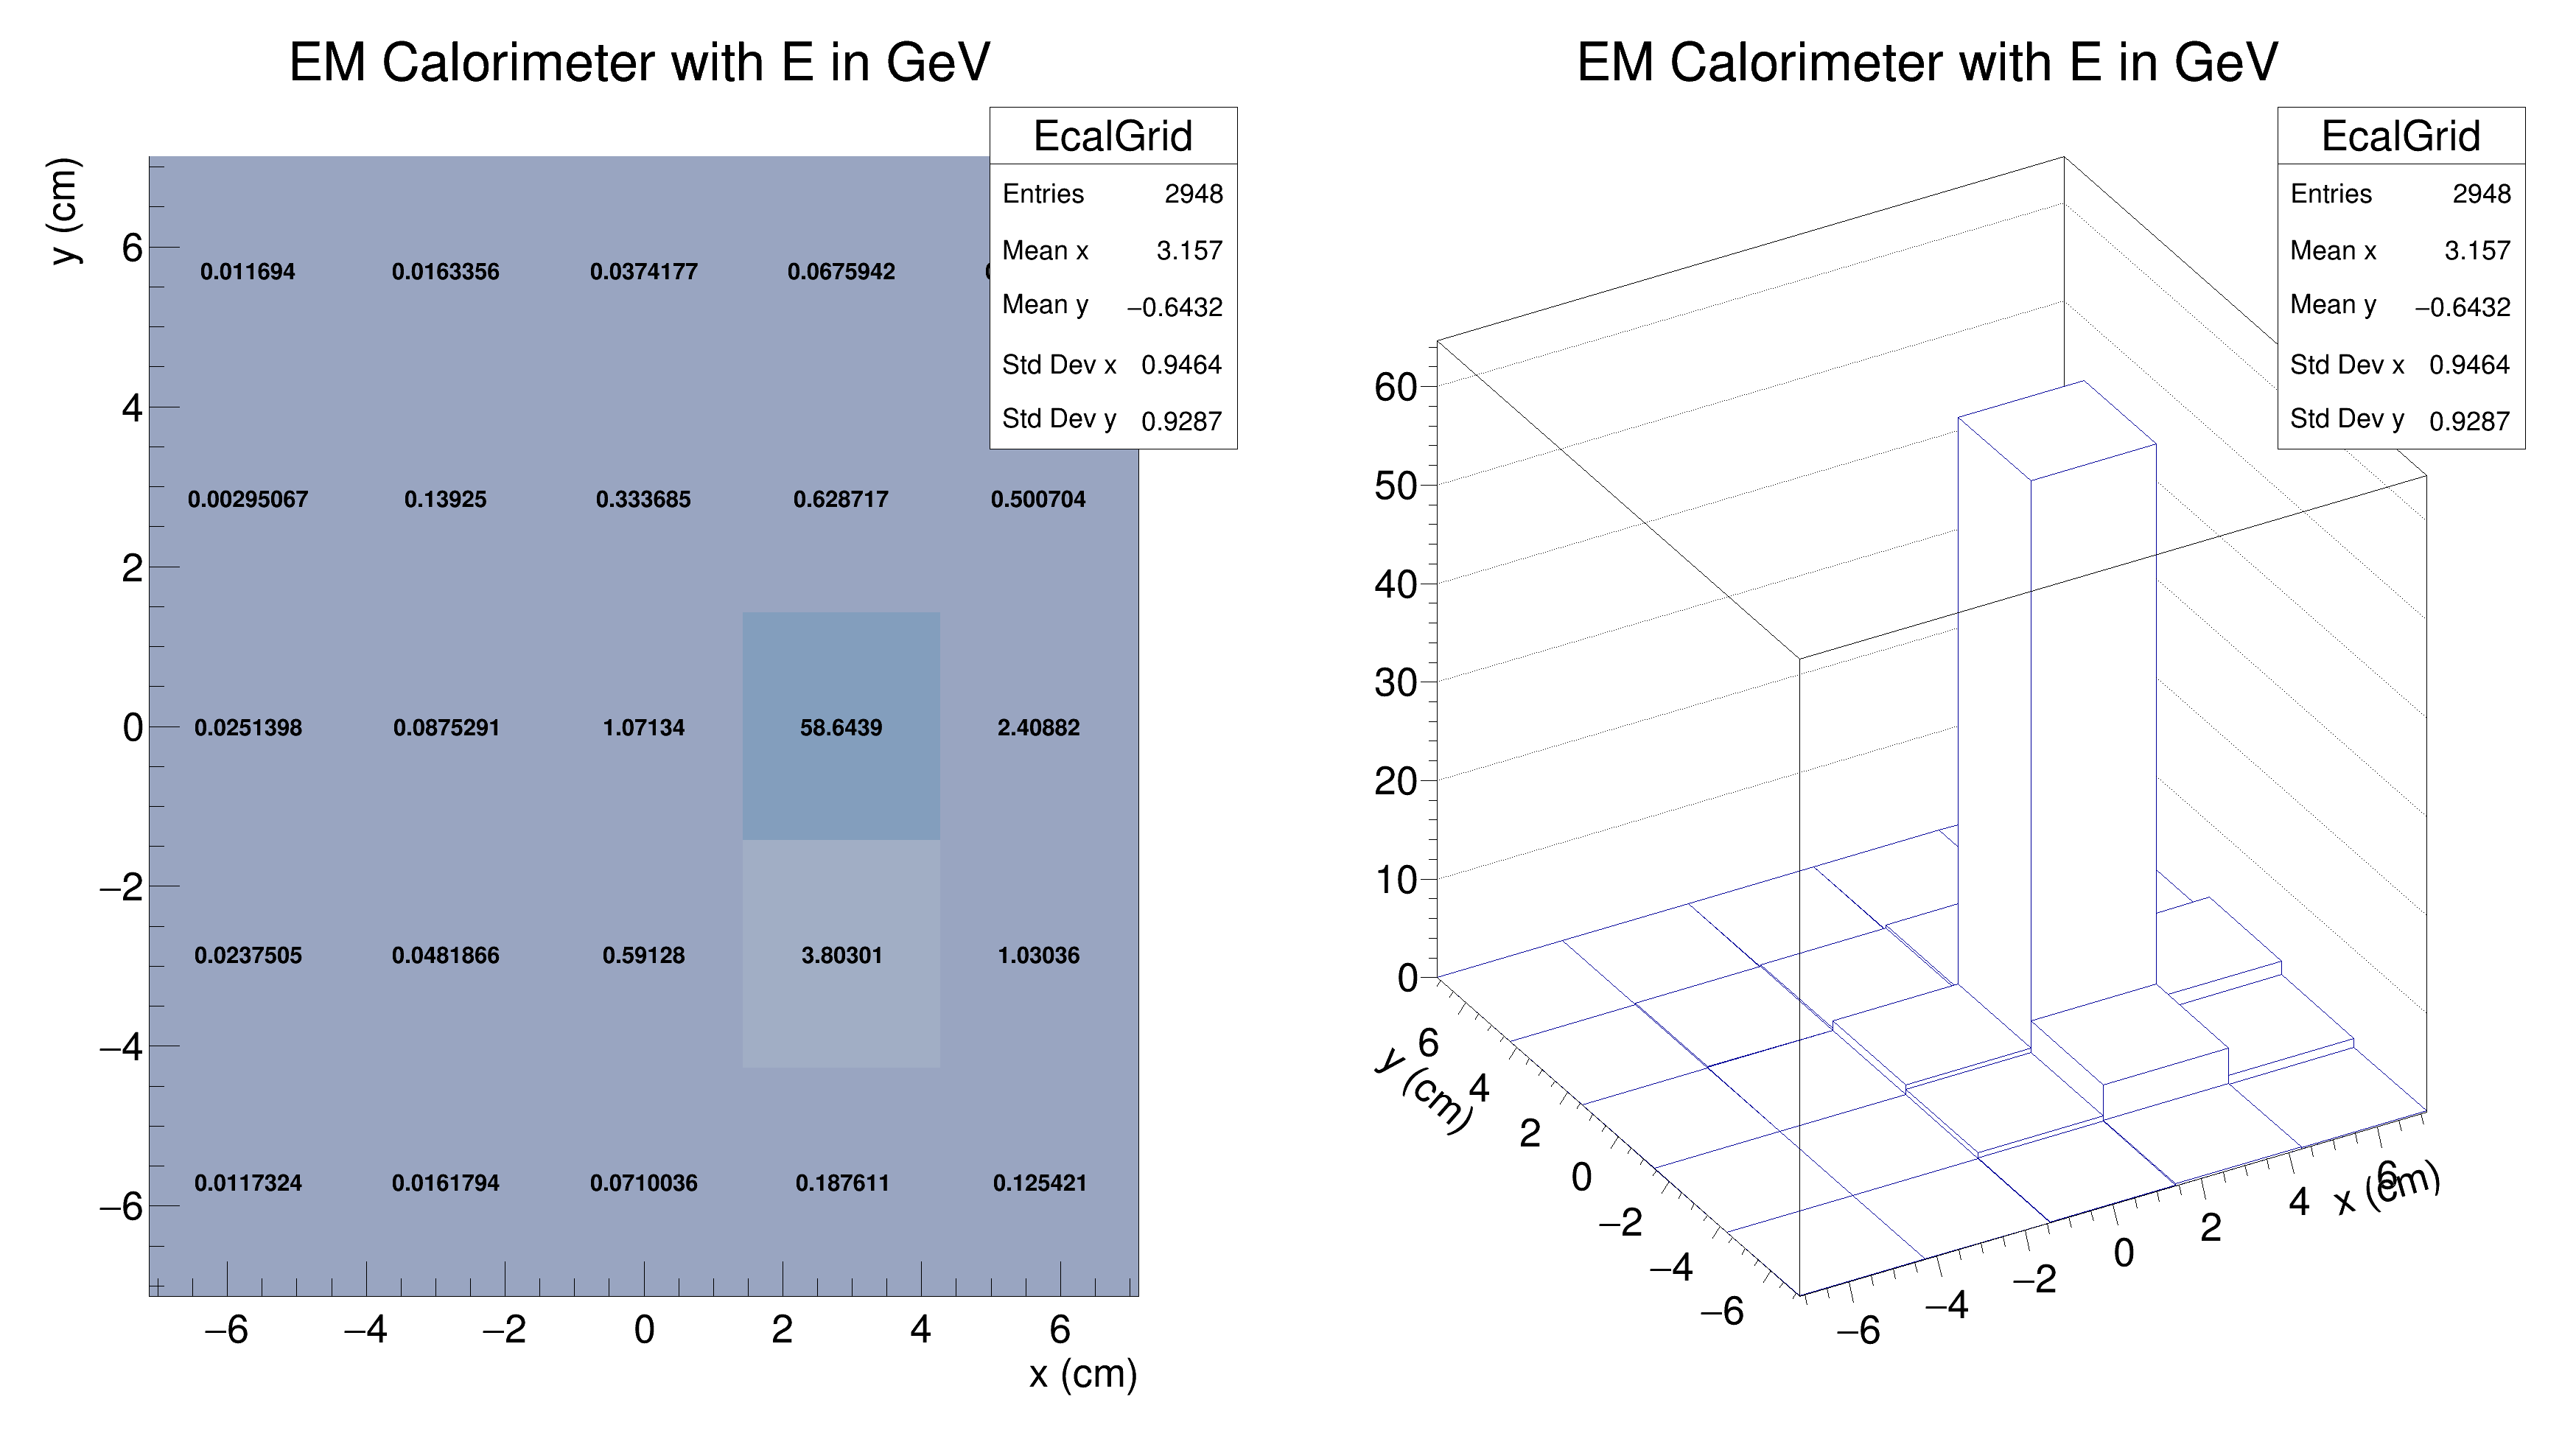 EM Calorimeter with E in GeV
EcalGrid
Entries 2948
Mean x 3.157
Mean y −0.6432
Std Dev x 0.9464
Std Dev y 0.9287
y (cm)
6
4
2
0
−2
−4
−6
0.011694 0.0163356 0.0374177 0.0675942
0.00295067 0.13925 0.333685 0.628717 0.500704
0.0251398 0.0875291 1.07134 58.6439 2.40882
0.0237505 0.0481866 0.59128 3.80301 1.03036
0.0117324 0.0161794 0.0710036 0.187611 0.125421
−6 −4 −2 0 2 4 6
x (cm)
EM Calorimeter with E in GeV
EcalGrid
Entries 2948
Mean x 3.157
Mean y −0.6432
Std Dev x 0.9464
Std Dev y 0.9287
60
50
40
30
20
10
0
6
4
2
0
−2
−4
−6
y (cm)
−6
−4
−2
0
2
4
6
x (cm)